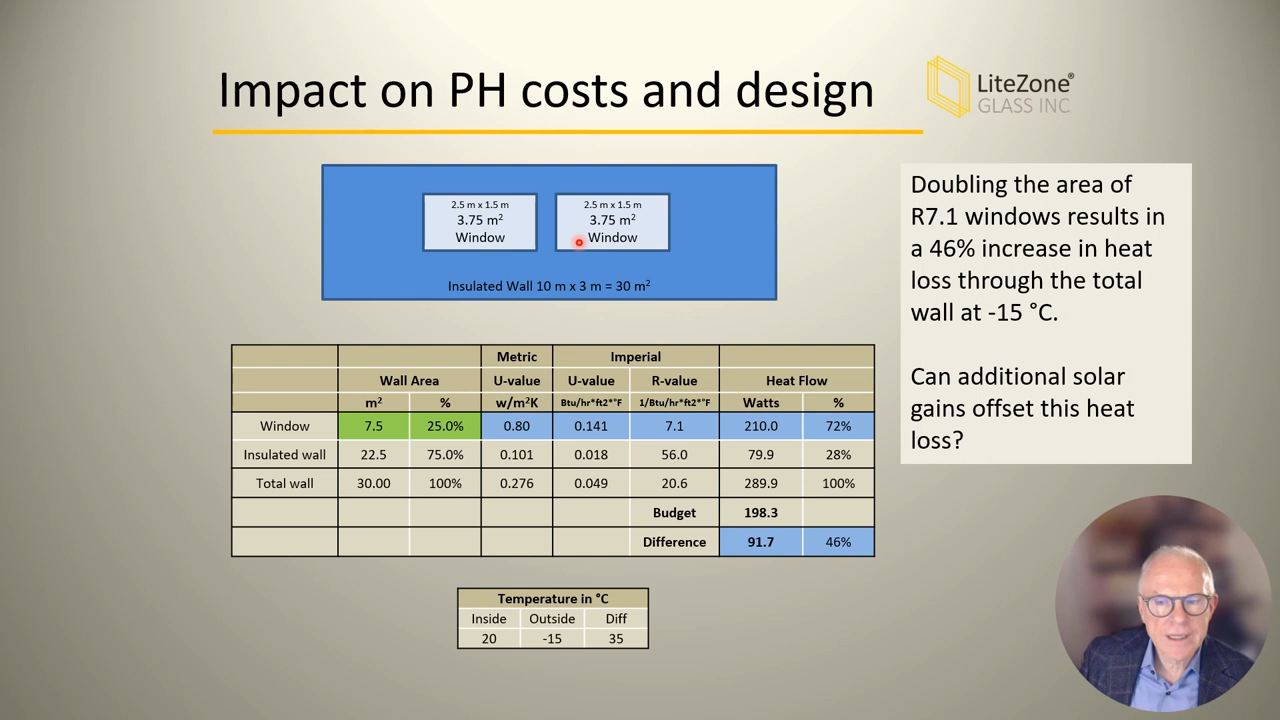 Impact on PH costs and design
LiteZone®
GLASS INC
2.5 m x 1.5 m
3.75 m²
Window
2.5 m x 1.5 m
3.75 m²
Window
Insulated Wall 10 m x 3 m = 30 m²
Doubling the area of
R7.1 windows results in
a 46% increase in heat
loss through the total
wall at -15 °C.
Can additional solar
gains offset this heat
loss?
Metric Imperial
Wall Area U-value U-value R-value Heat Flow
m² % w/m²K Btu/hr*ft2*°F 1/Btu/hr*ft2*°F Watts %
Window 7.5 25.0% 0.80 0.141 7.1 210.0 72%
Insulated wall 22.5 75.0% 0.101 0.018 56.0 79.9 28%
Total wall 30.00 100% 0.276 0.049 20.6 289.9 100%
Budget 198.3
Difference 91.7 46%
Temperature in °C
Inside Outside Diff
20 -15 35